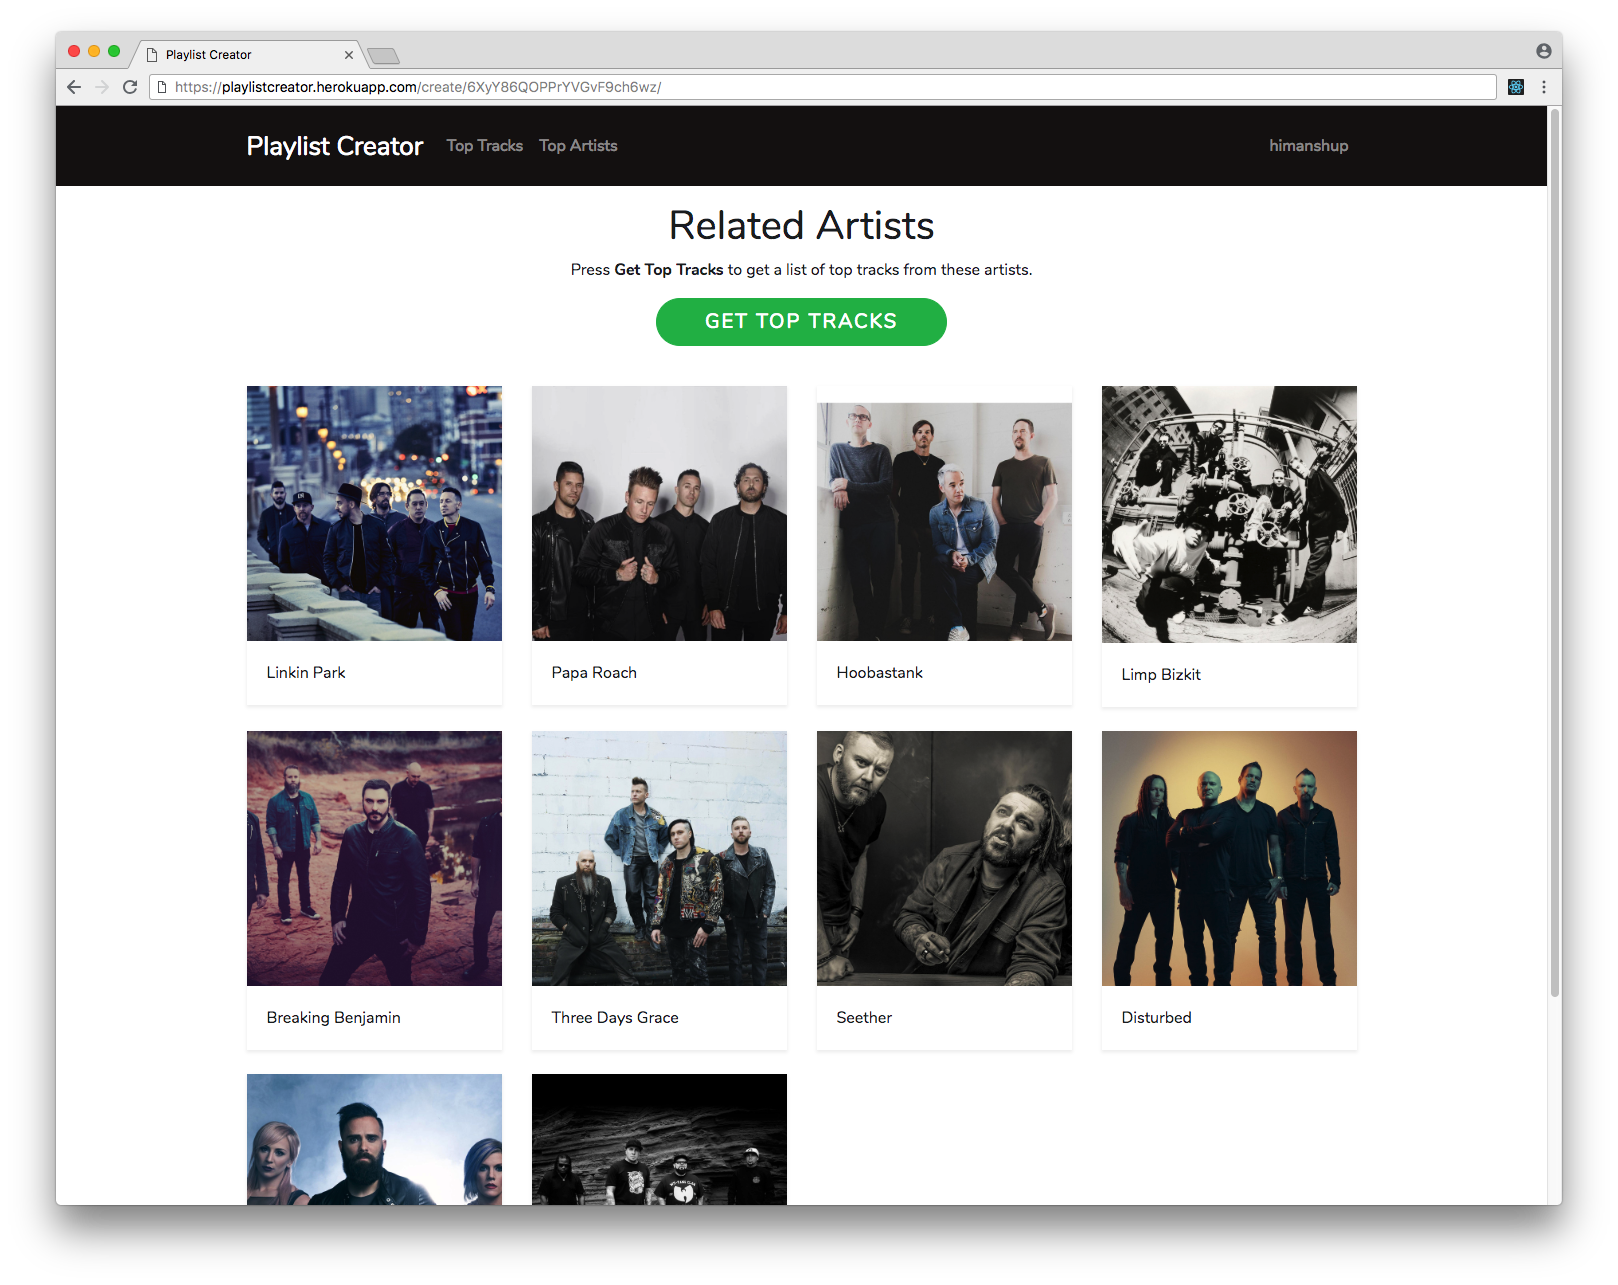 Playlist Creator
https://playlistcreator.herokuapp.com/create/6XyY86QOPPrYVGvF9ch6wz/
Playlist Creator Top Tracks Top Artists himanshup
Related Artists
Press Get Top Tracks to get a list of top tracks from these artists.
GET TOP TRACKS
Linkin Park
Papa Roach
Hoobastank
Limp Bizkit
Breaking Benjamin
Three Days Grace
Seether
Disturbed